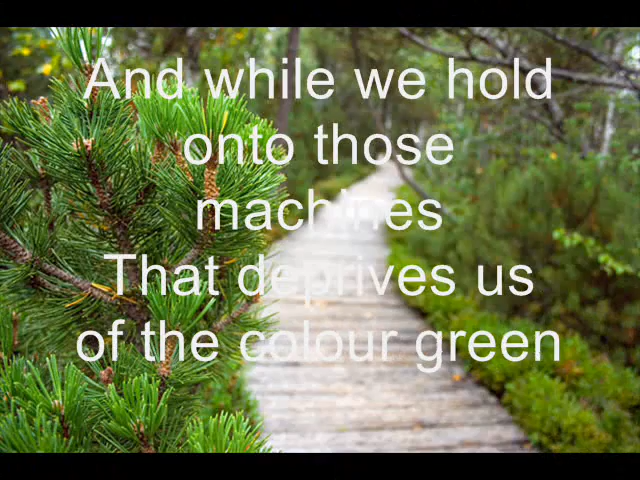 And while we hold
onto those
machines
That deprives us
of the colour green